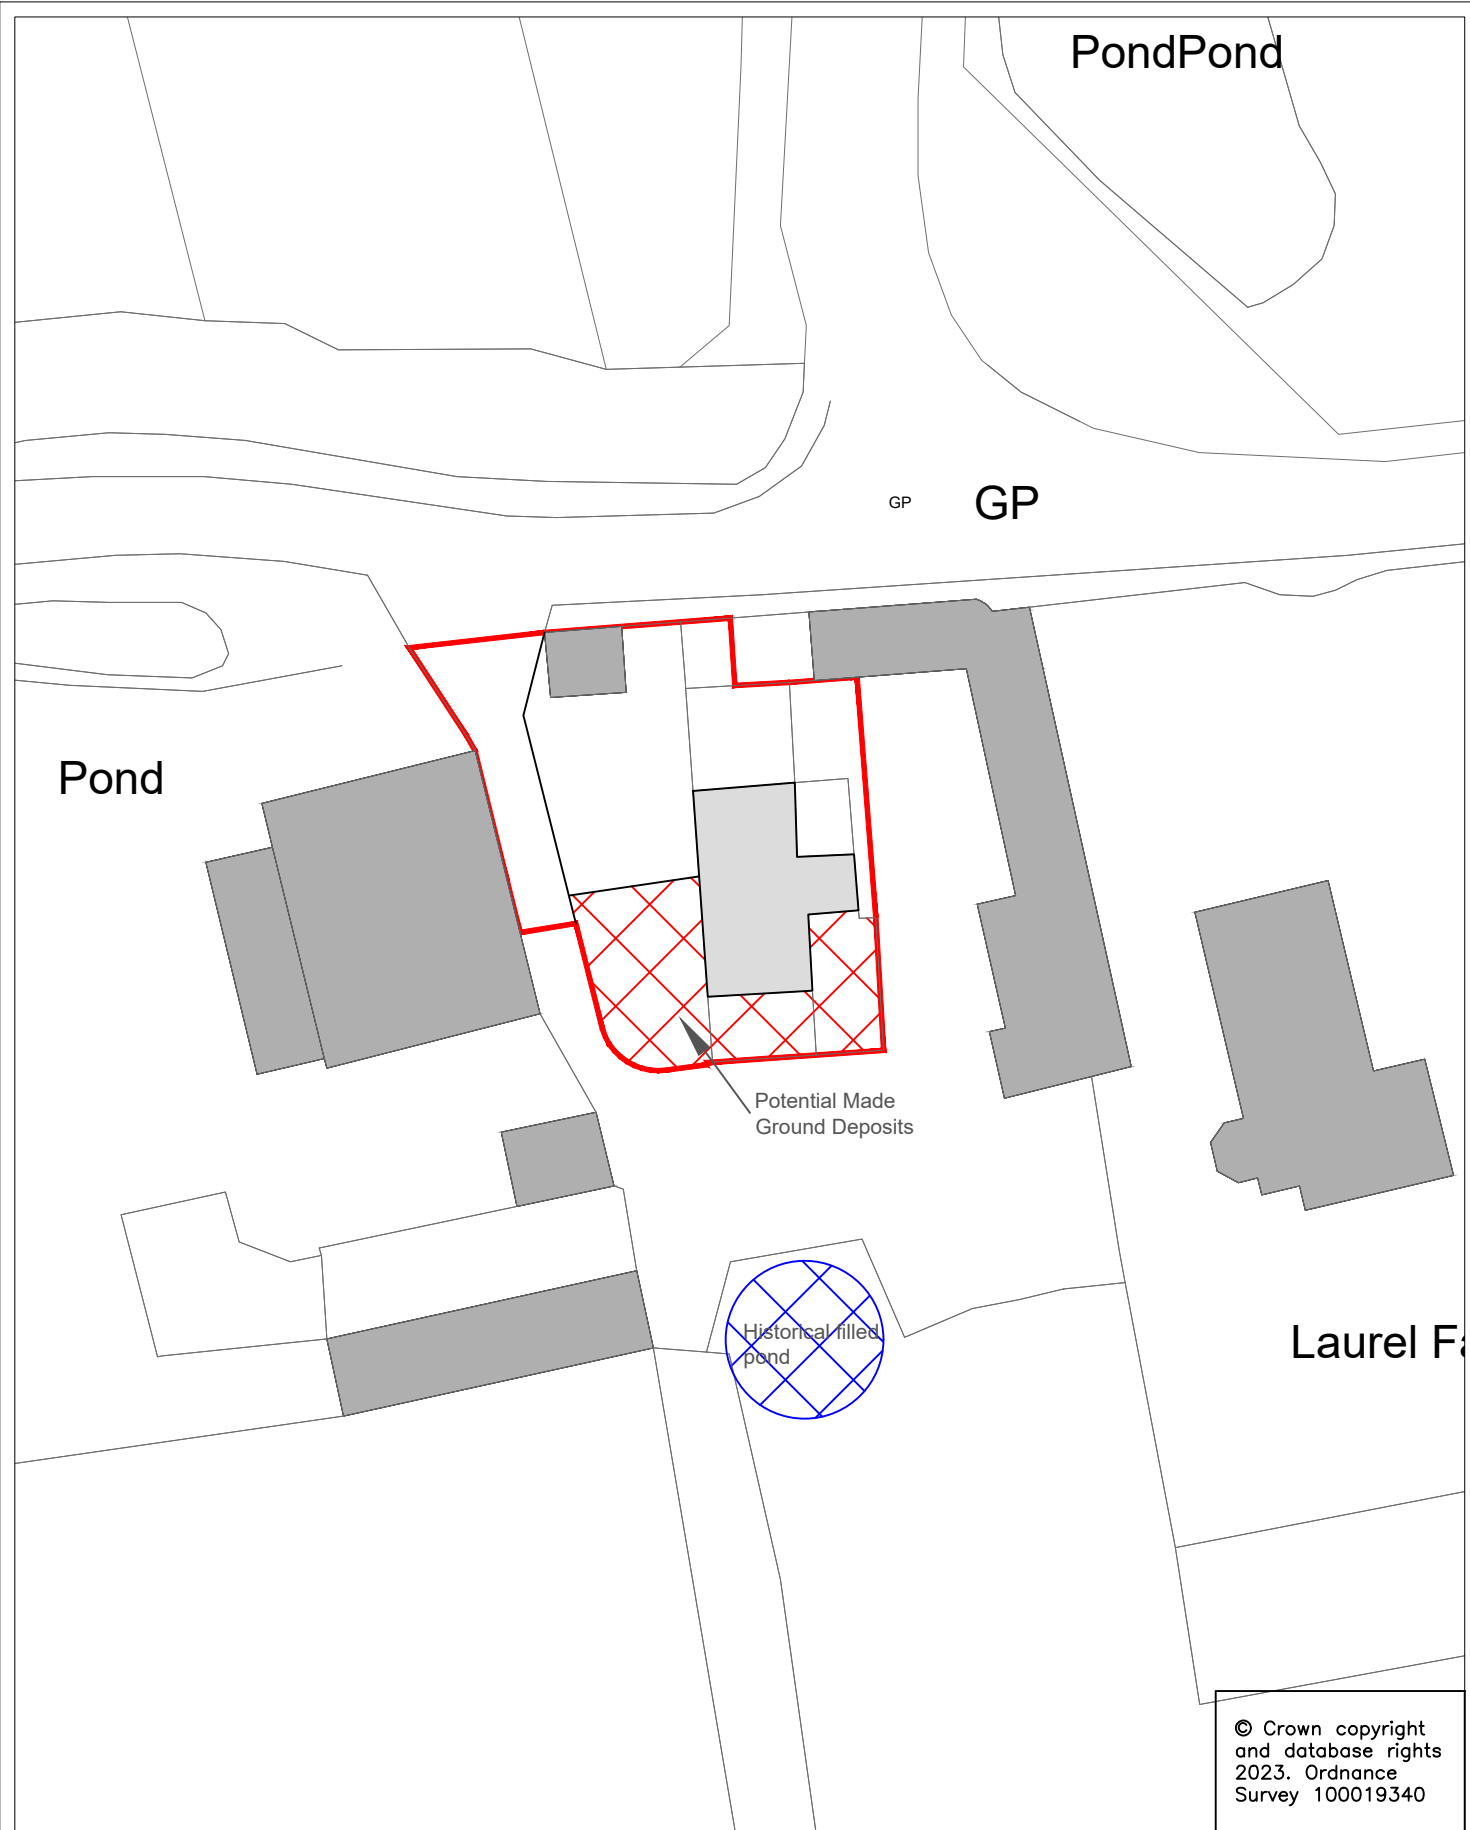 PondPond
GP GP
Pond
Potential Made
Ground Deposits
Historical filled
pond
Laurel
© Crown copyright
and database rights
2023. Ordnance
Survey 100019340